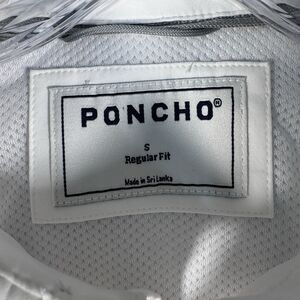 PONCHO®
S
Regular Fit
Made in Sri Lanka